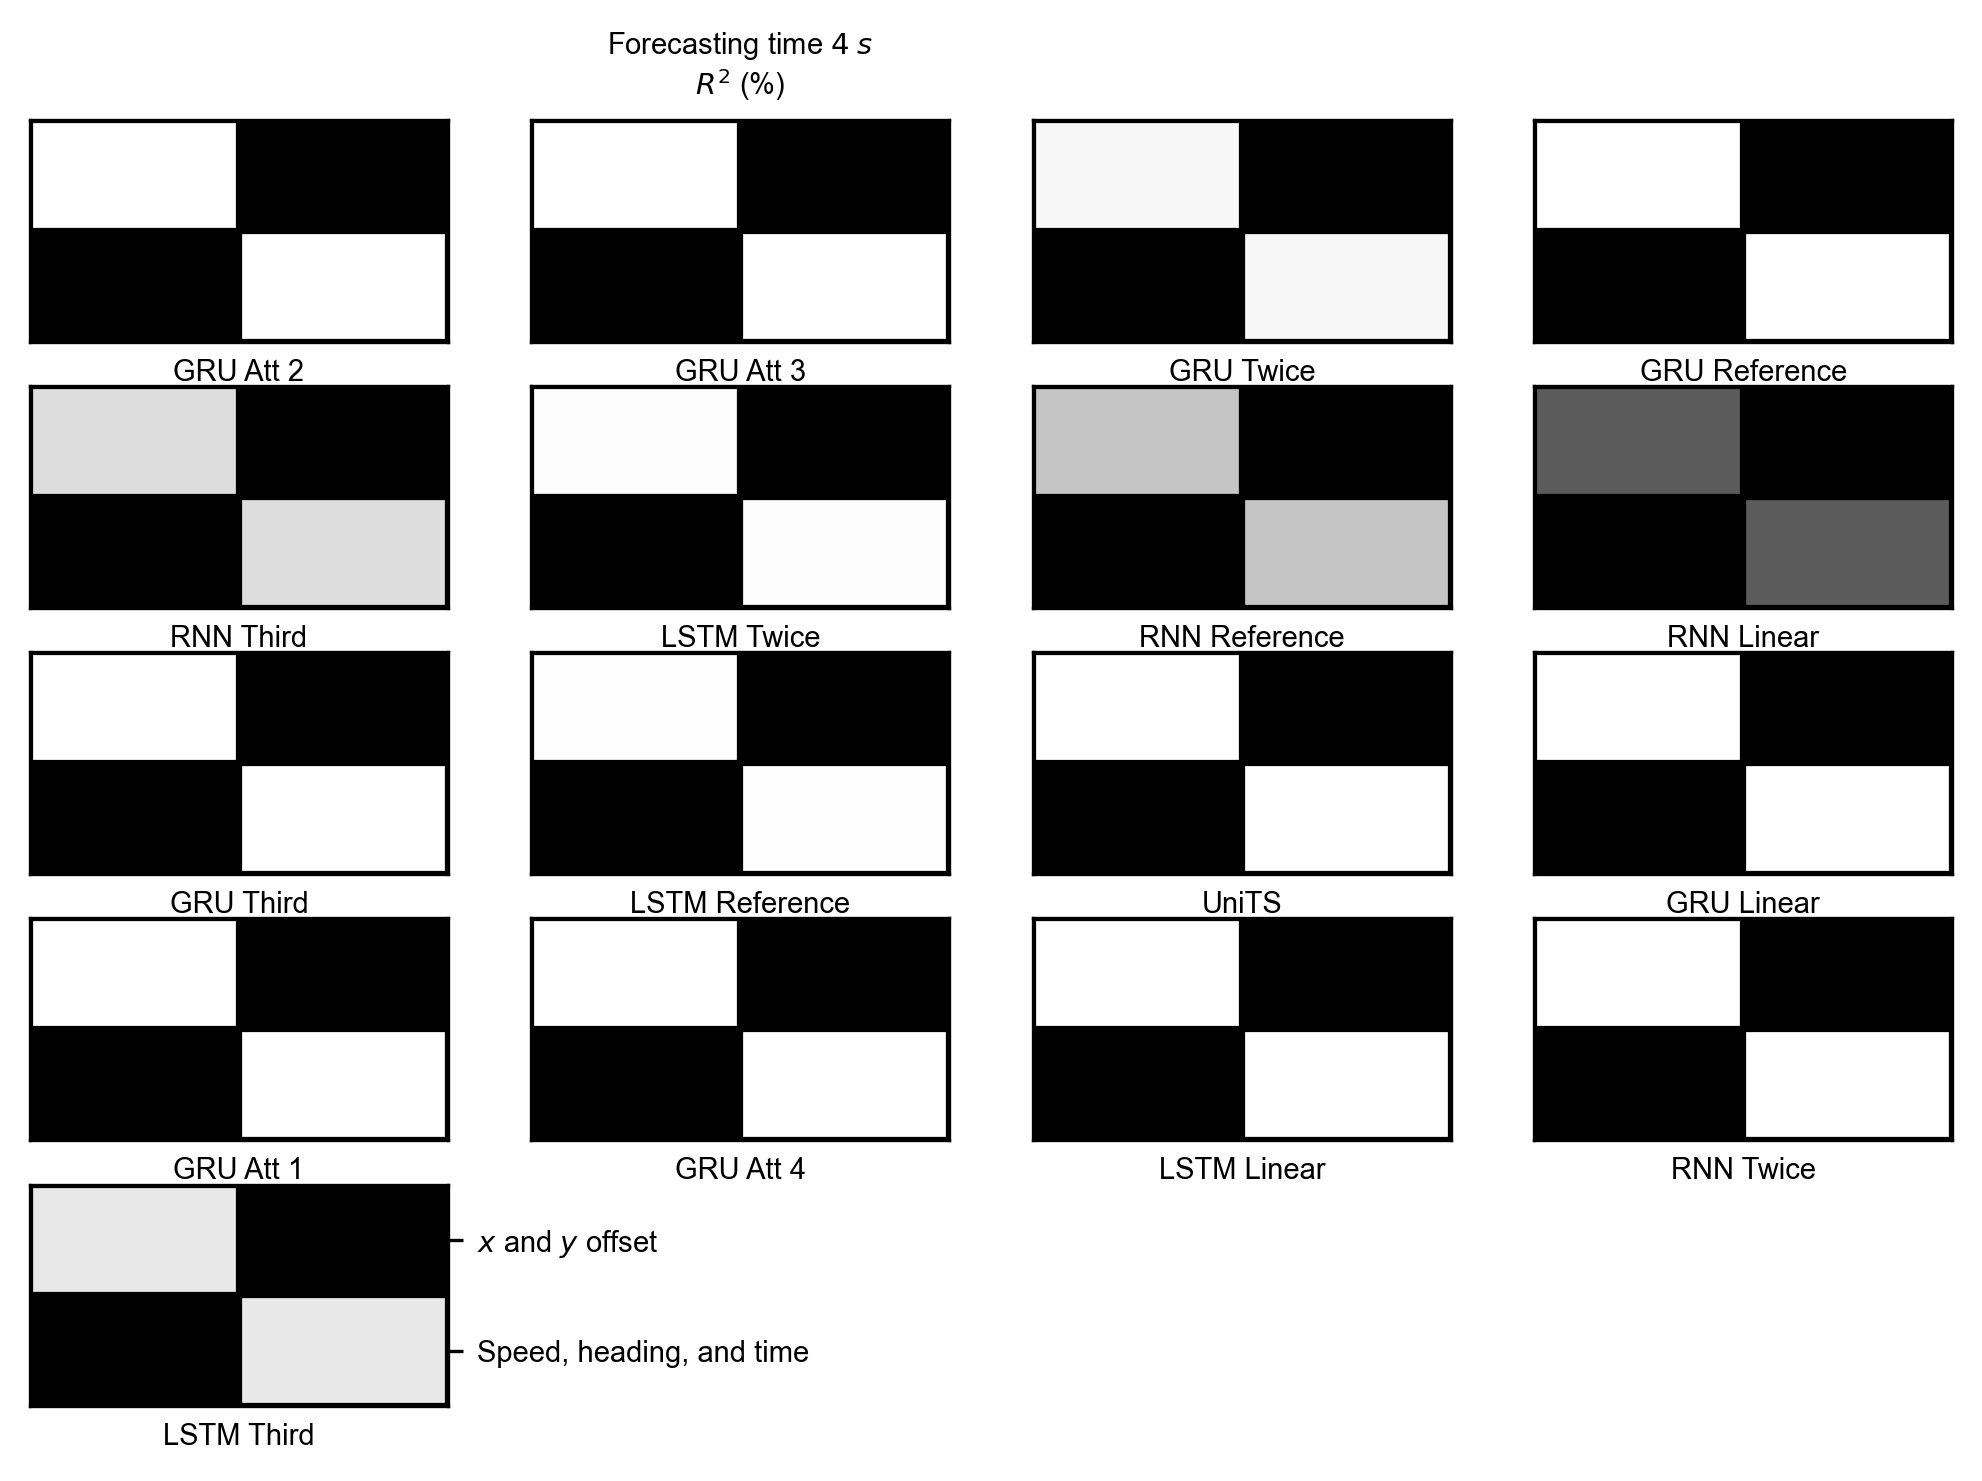 Forecasting time 4 s
R² (%)
GRU Att 2
GRU Att 3
GRU Twice
GRU Reference
RNN Third
LSTM Twice
RNN Reference
RNN Linear
GRU Third
LSTM Reference
UniTS
GRU Linear
GRU Att 1
GRU Att 4
LSTM Linear
RNN Twice
x and y offset
Speed, heading, and time
LSTM Third